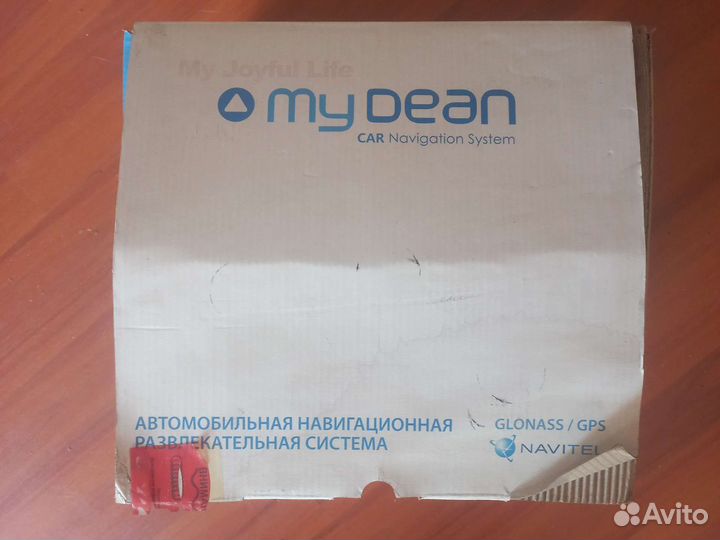 My Joyful Life
my Dean
CAR Navigation System
АВТОМОБИЛЬНАЯ НАВИГАЦИОННАЯ
РАЗВЛЕКАТЕЛЬНАЯ СИСТЕМА
GLONASS / GPS
NAVITEL
Avito